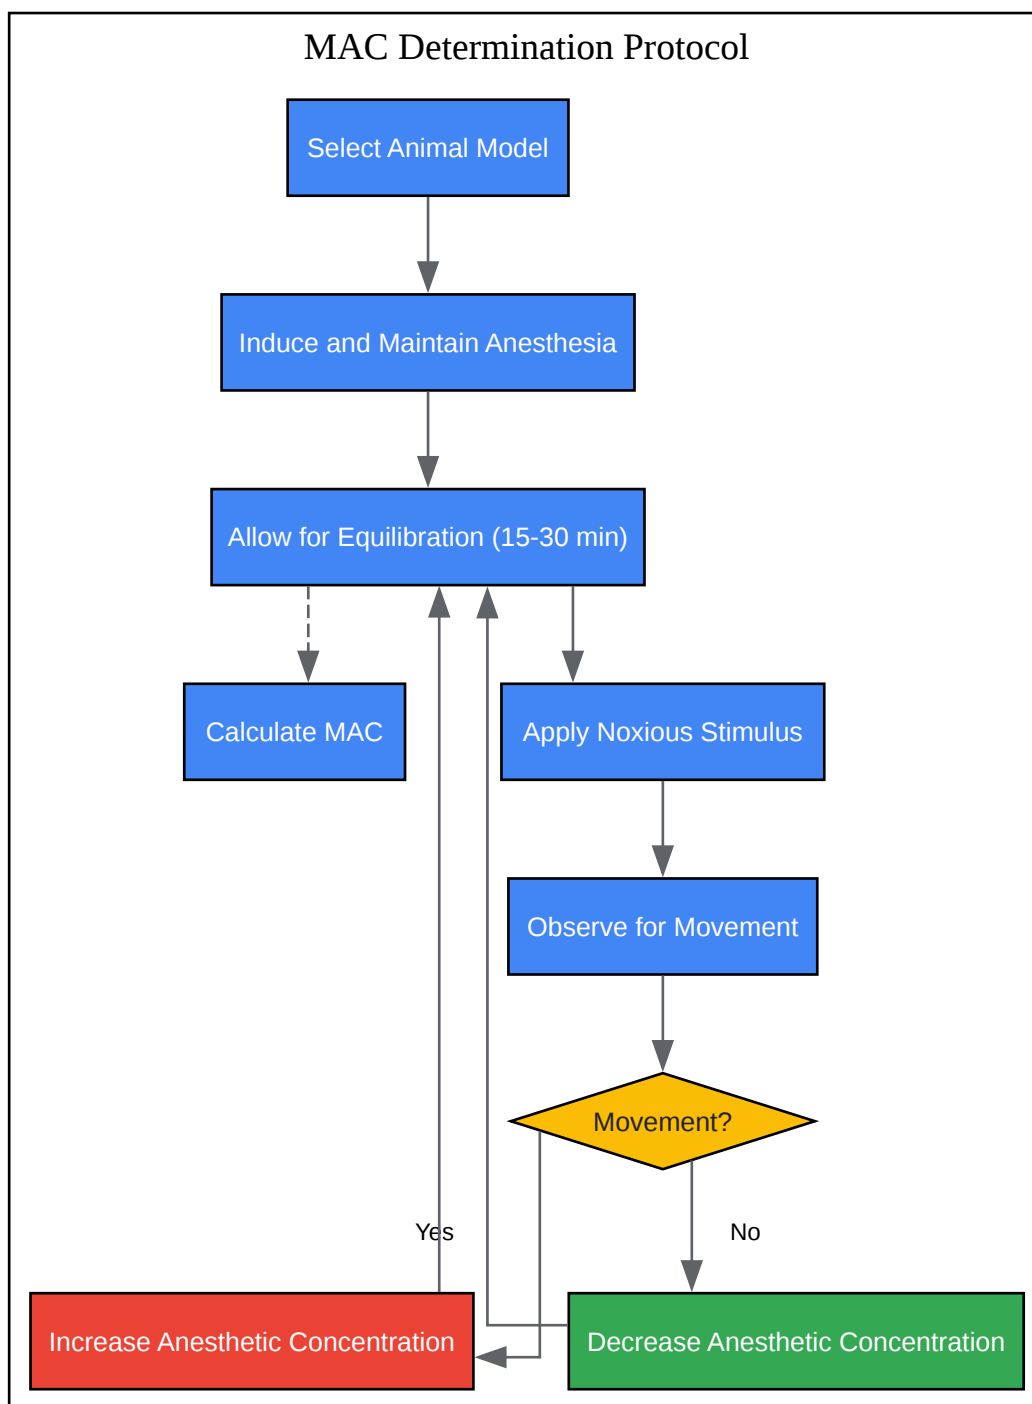 MAC Determination Protocol
Select Animal Model
Induce and Maintain Anesthesia
Allow for Equilibration (15-30 min)
Calculate MAC
Apply Noxious Stimulus
Observe for Movement
Movement?
Yes
No
Increase Anesthetic Concentration
Decrease Anesthetic Concentration